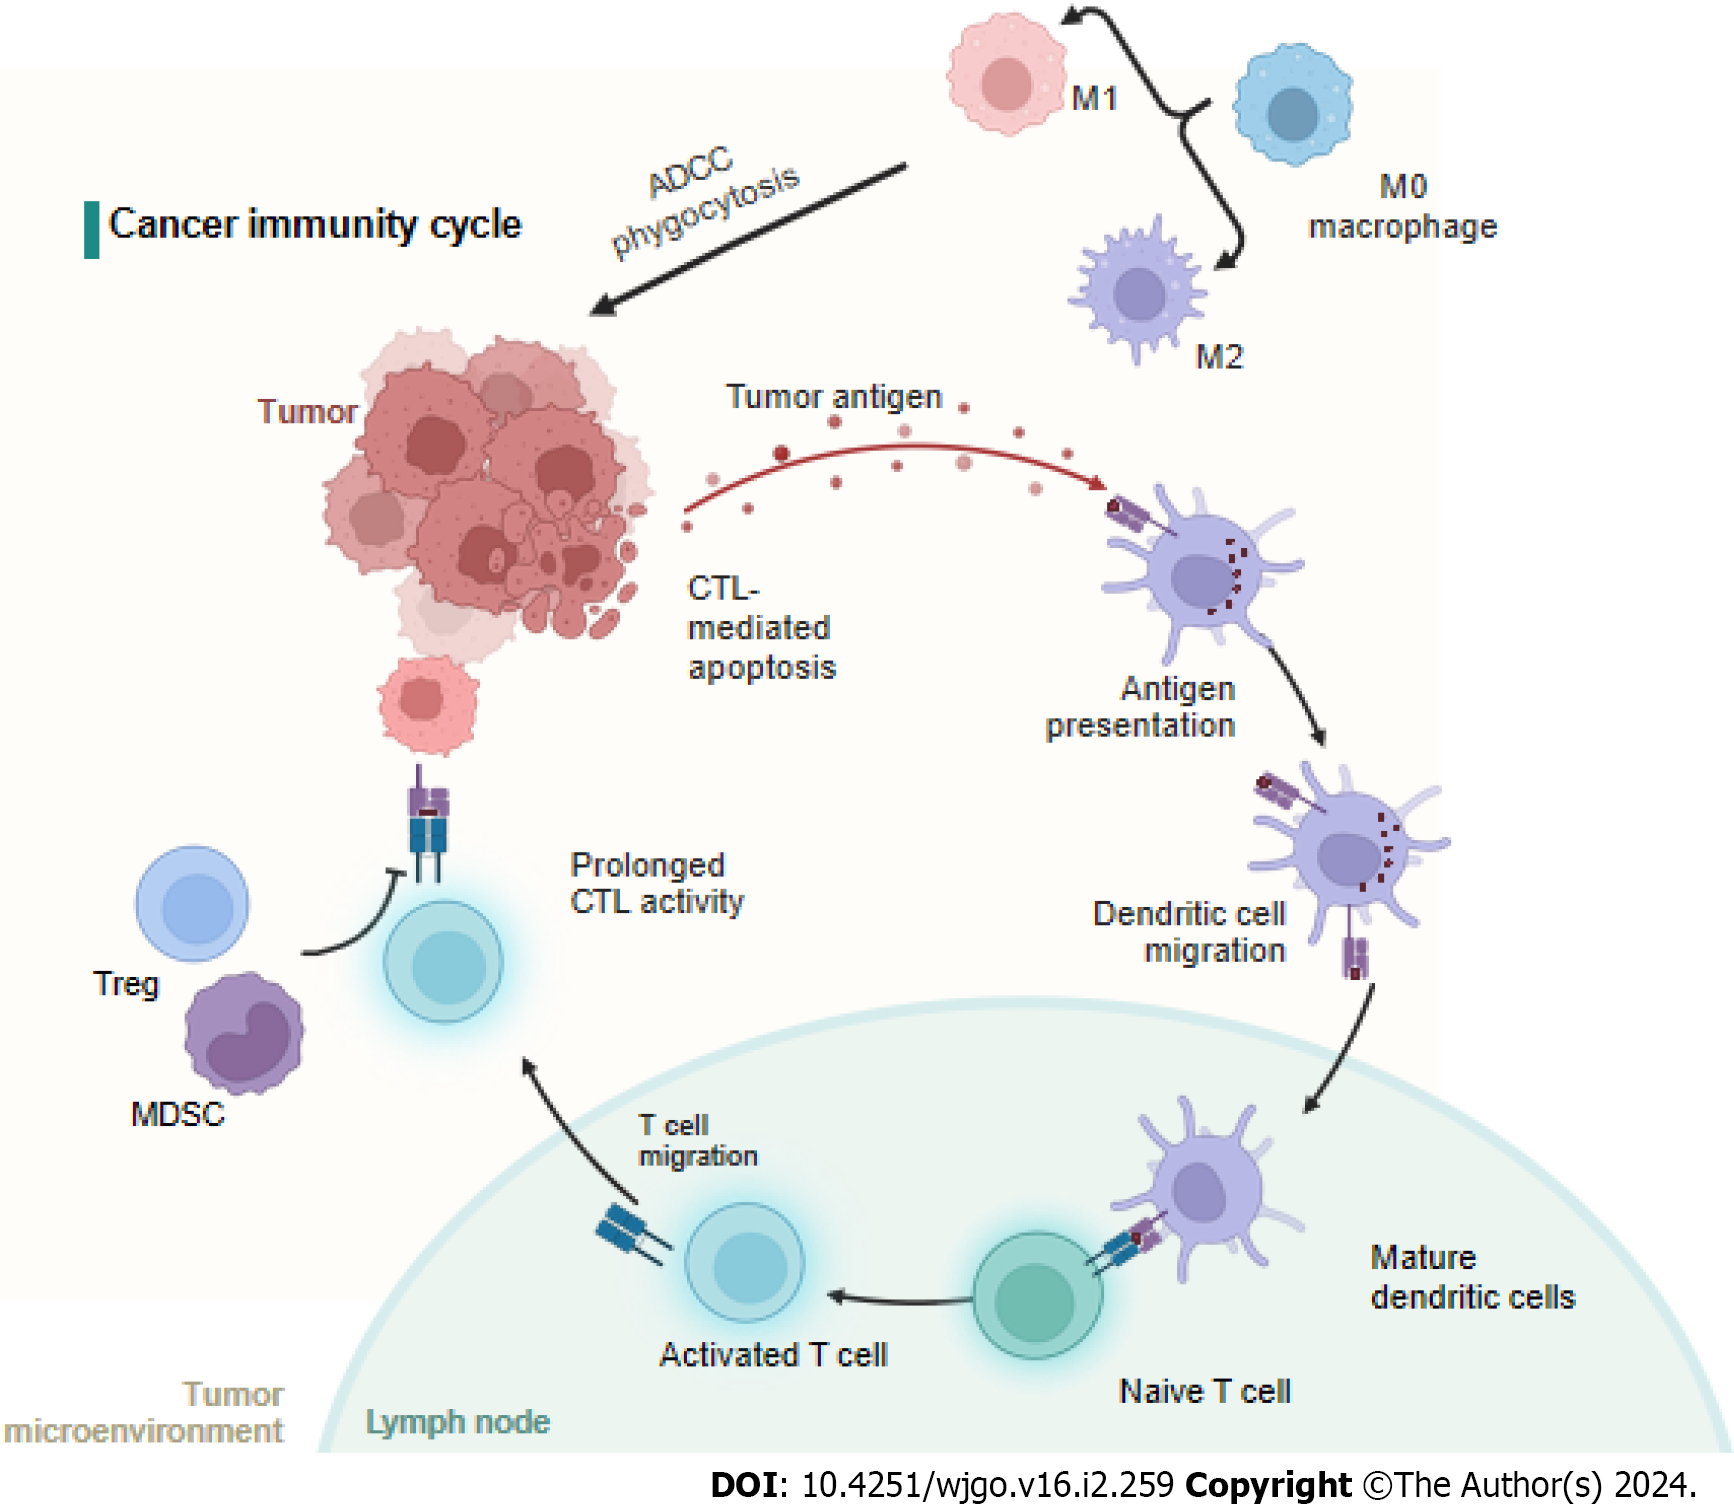 M1
M0
macrophage
ADCC
phygocytosis
Cancer immunity cycle
M2
Tumor
Tumor antigen
CTL-
mediated
apoptosis
Antigen
presentation
Prolonged
CTL activity
Dendritic cell
migration
Treg
MDSC
T cell
migration
Mature
dendritic cells
Activated T cell
Naive T cell
Tumor
microenvironment
Lymph node
DOI: 10.4251/wjgo.v16.i2.259 Copyright ©The Author(s) 2024.